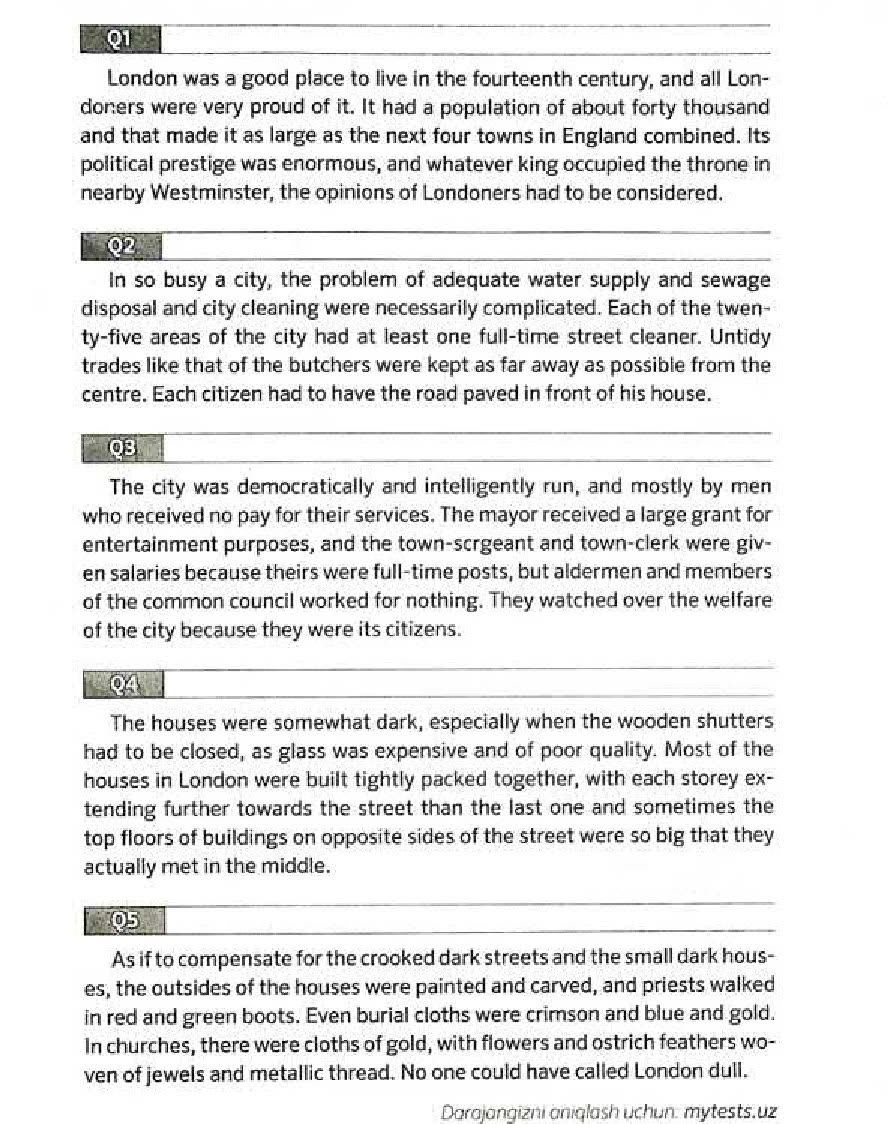 Q1
London was a good place to live in the fourteenth century, and all Lon-
doners were very proud of it. It had a population of about forty thousand
and that made it as large as the next four towns in England combined. Its
political prestige was enormous, and whatever king occupied the throne in
nearby Westminster, the opinions of Londoners had to be considered.
Q2
In so busy a city, the problem of adequate water supply and sewage
disposal and city cleaning were necessarily complicated. Each of the twen-
ty-five areas of the city had at least one full-time street cleaner. Untidy
trades like that of the butchers were kept as far away as possible from the
centre. Each citizen had to have the road paved in front of his house.
Q3
The city was democratically and intelligently run, and mostly by men
who received no pay for their services. The mayor received a large grant for
entertainment purposes, and the town-scrgeant and town-clerk were giv-
en salaries because theirs were full-time posts, but aldermen and members
of the common council worked for nothing. They watched over the welfare
of the city because they were its citizens.
Q4
The houses were somewhat dark, especially when the wooden shutters
had to be closed, as glass was expensive and of poor quality. Most of the
houses in London were built tightly packed together, with each storey ex-
tending further towards the street than the last one and sometimes the
top floors of buildings on opposite sides of the street were so big that they
actually met in the middle.
Q5
As if to compensate for the crooked dark streets and the small dark hous-
es, the outsides of the houses were painted and carved, and priests walked
in red and green boots. Even burial cloths were crimson and blue and gold.
In churches, there were cloths of gold, with flowers and ostrich feathers wo-
ven of jewels and metallic thread. No one could have called London dull.
Darajangizni aniqlash uchun: mytests.uz